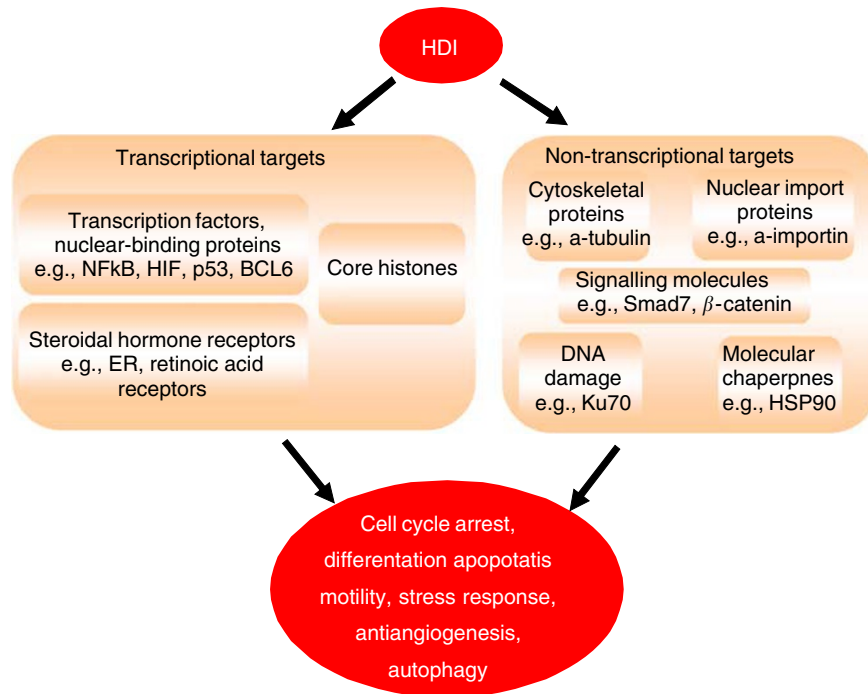 HDI
Transcriptional targets
Transcription factors,
nuclear-binding proteins
e.g., NFkB, HIF, p53, BCL6
Core histones
Steroidal hormone receptors
e.g., ER, retinoic acid
receptors
Non-transcriptional targets
Cytoskeletal
proteins
e.g., a-tubulin
Nuclear import
proteins
e.g., a-importin
Signalling molecules
e.g., Smad7, β-catenin
DNA
damage
e.g., Ku70
Molecular
chaperpnes
e.g., HSP90
Cell cycle arrest,
differentation apopotatis
motility, stress response,
antiangiogenesis,
autophagy